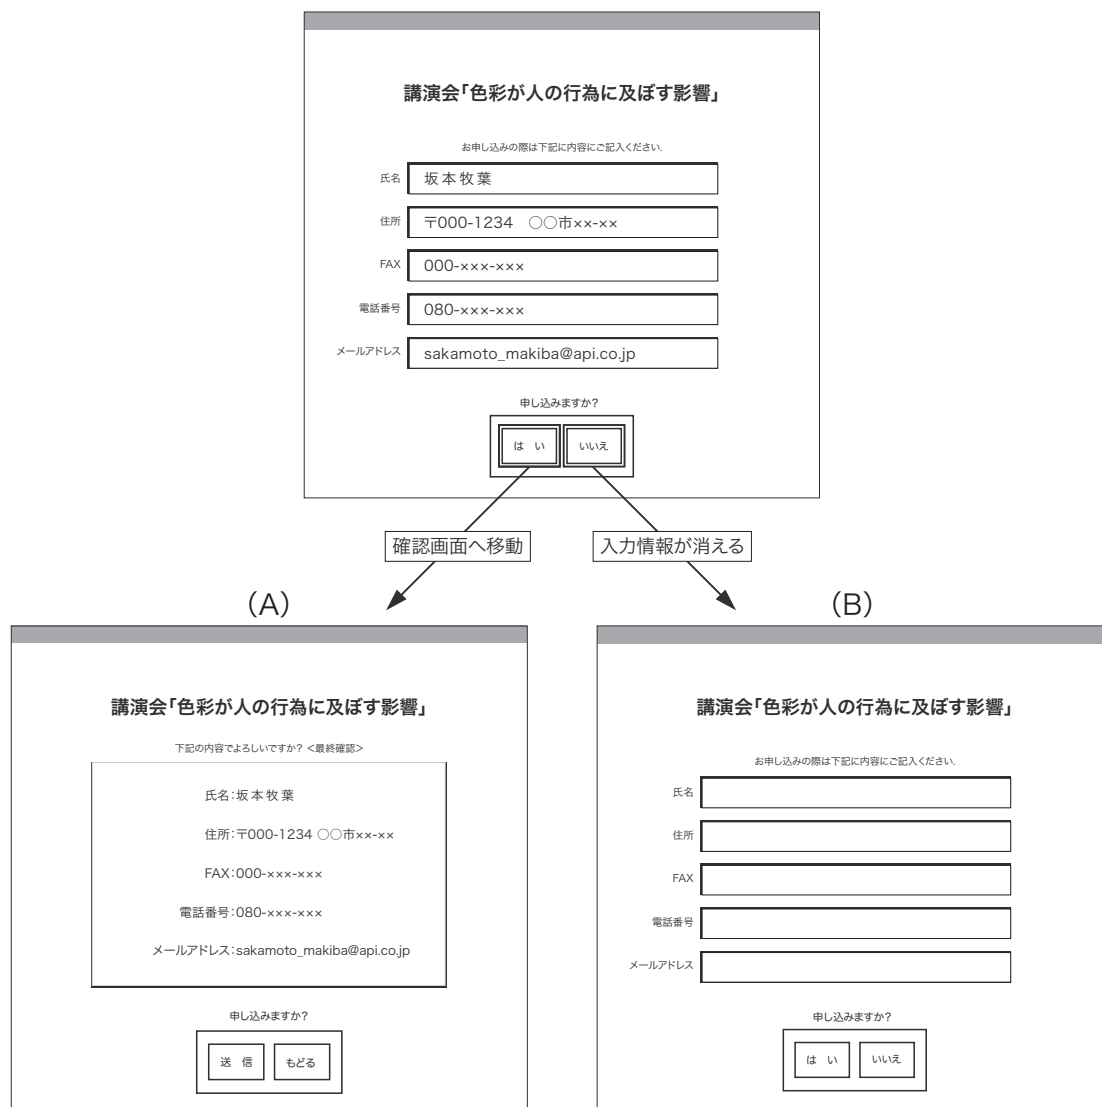 講演会「色彩が人の行為に及ぼす影響」
お申し込みの際は下記に内容にご記入ください.
氏名 坂本牧葉
住所 〒000-1234　○○市××-××
FAX 000-×××-×××
電話番号 080-×××-×××
メールアドレス sakamoto_makiba@api.co.jp
申し込みますか?
は い いいえ
確認画面へ移動
入力情報が消える
(A)
講演会「色彩が人の行為に及ぼす影響」
下記の内容でよろしいですか? <最終確認>
氏名:坂本牧葉
住所:〒000-1234 ○○市××-××
FAX:000-×××-×××
電話番号:080-×××-×××
メールアドレス:sakamoto_makiba@api.co.jp
申し込みますか?
送 信 もどる
(B)
講演会「色彩が人の行為に及ぼす影響」
お申し込みの際は下記に内容にご記入ください.
氏名
住所
FAX
電話番号
メールアドレス
申し込みますか?
は い いいえ